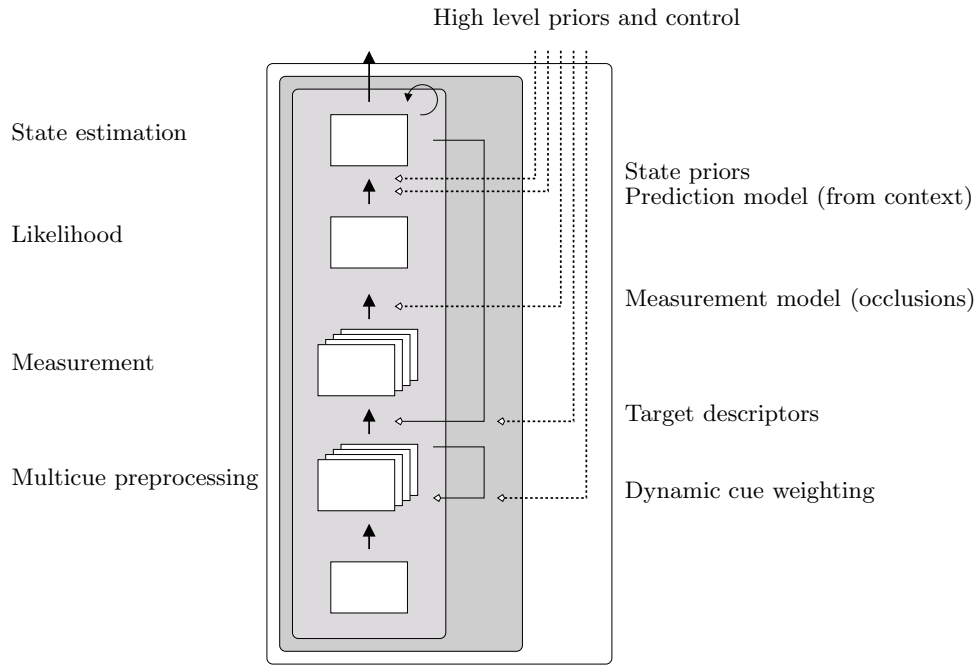 High level priors and control
State estimation
State priors
Prediction model (from context)
Likelihood
Measurement model (occlusions)
Measurement
Target descriptors
Multicue preprocessing
Dynamic cue weighting